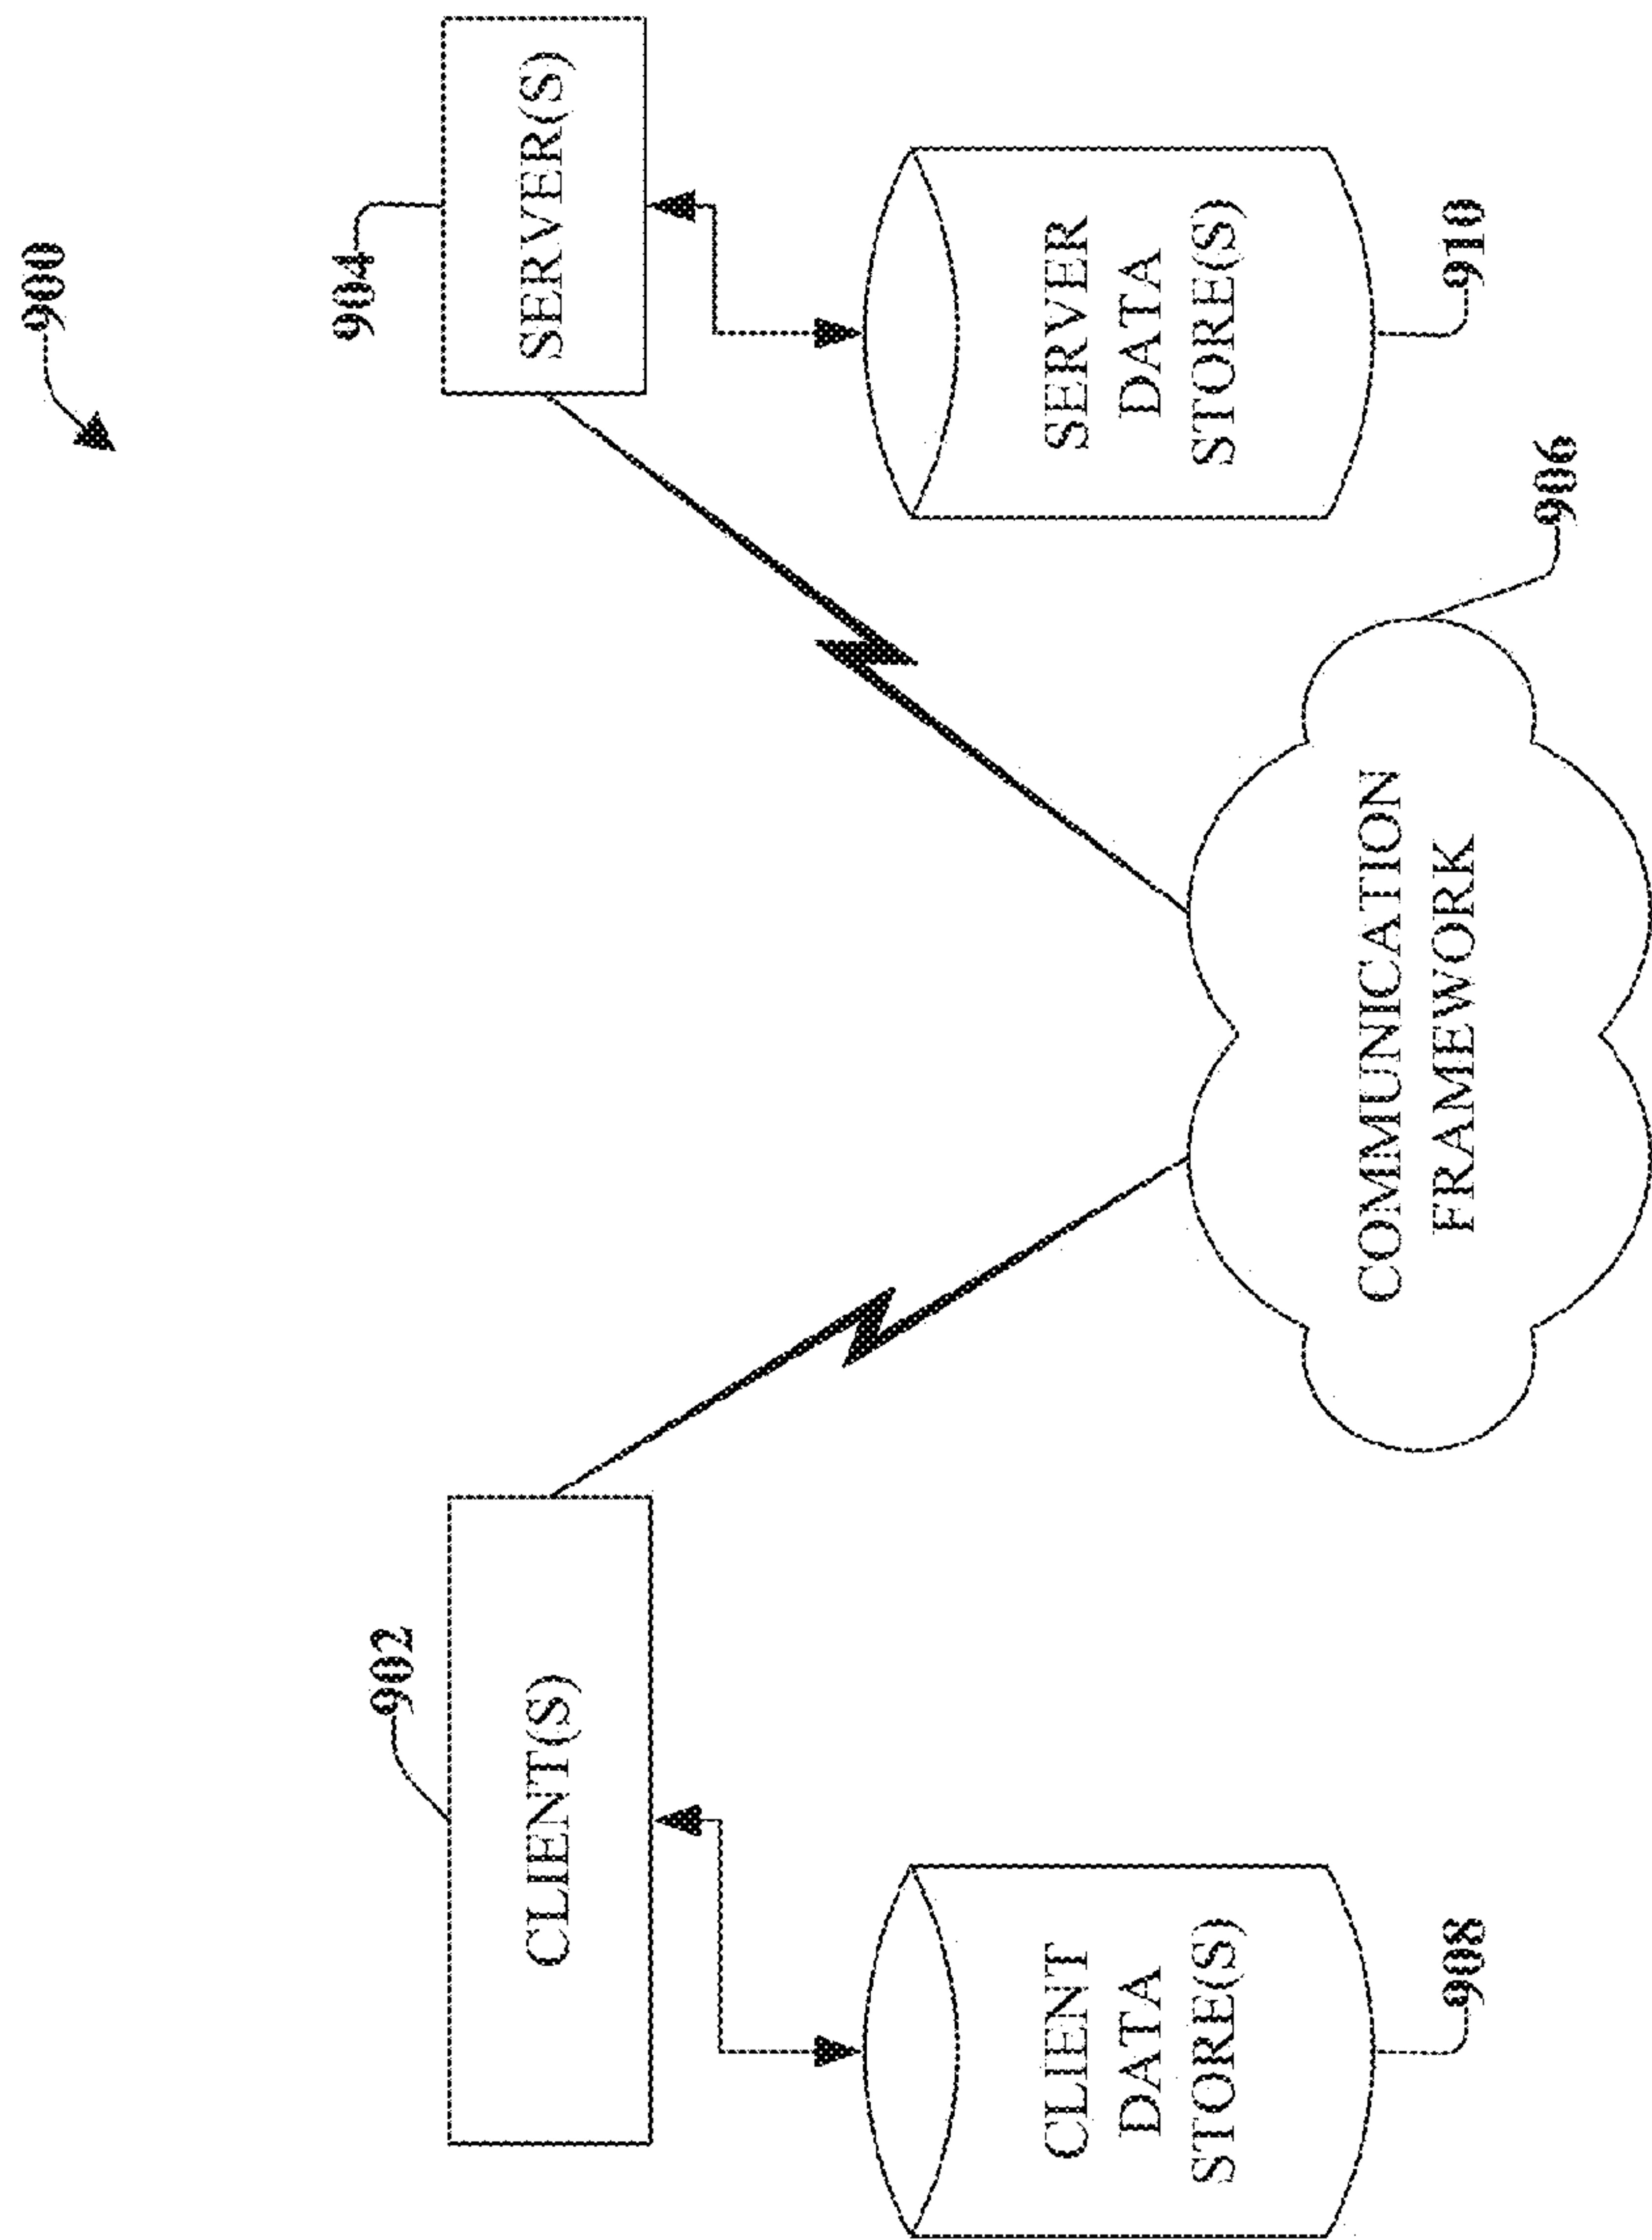 900
902
904
CLIENT(S)
SERVER(S)
CLIENT
DATA
STORE(S)
SERVER
DATA
STORE(S)
COMMUNICATION
FRAMEWORK
908
910
906